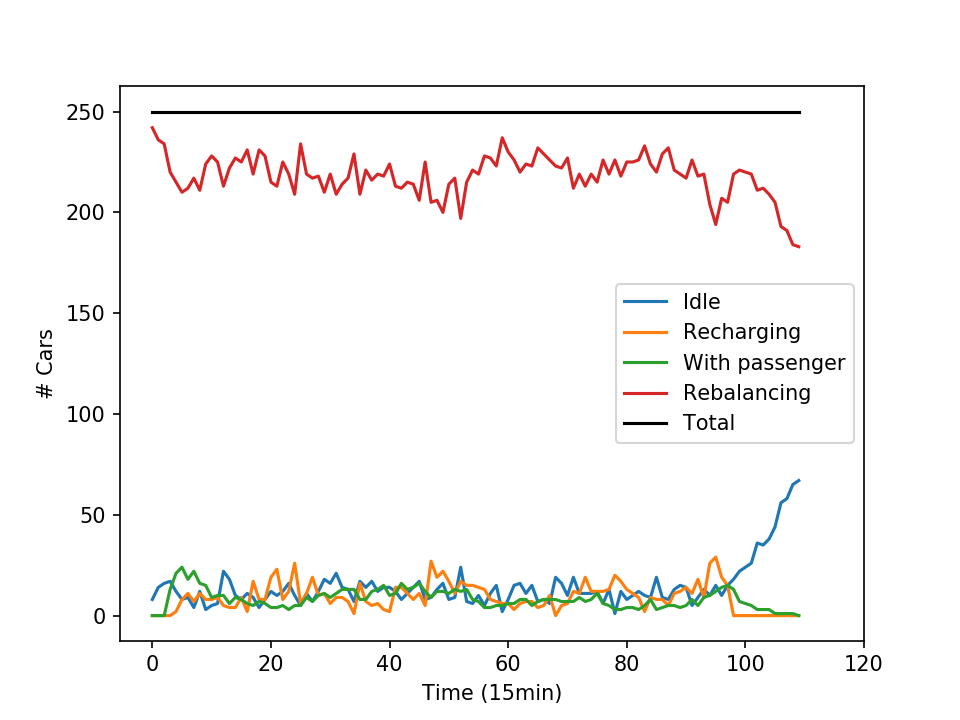 250
200
150
100
50
0
# Cars
Idle
Recharging
With passenger
Rebalancing
Total
0 20 40 60 80 100 120
Time (15min)